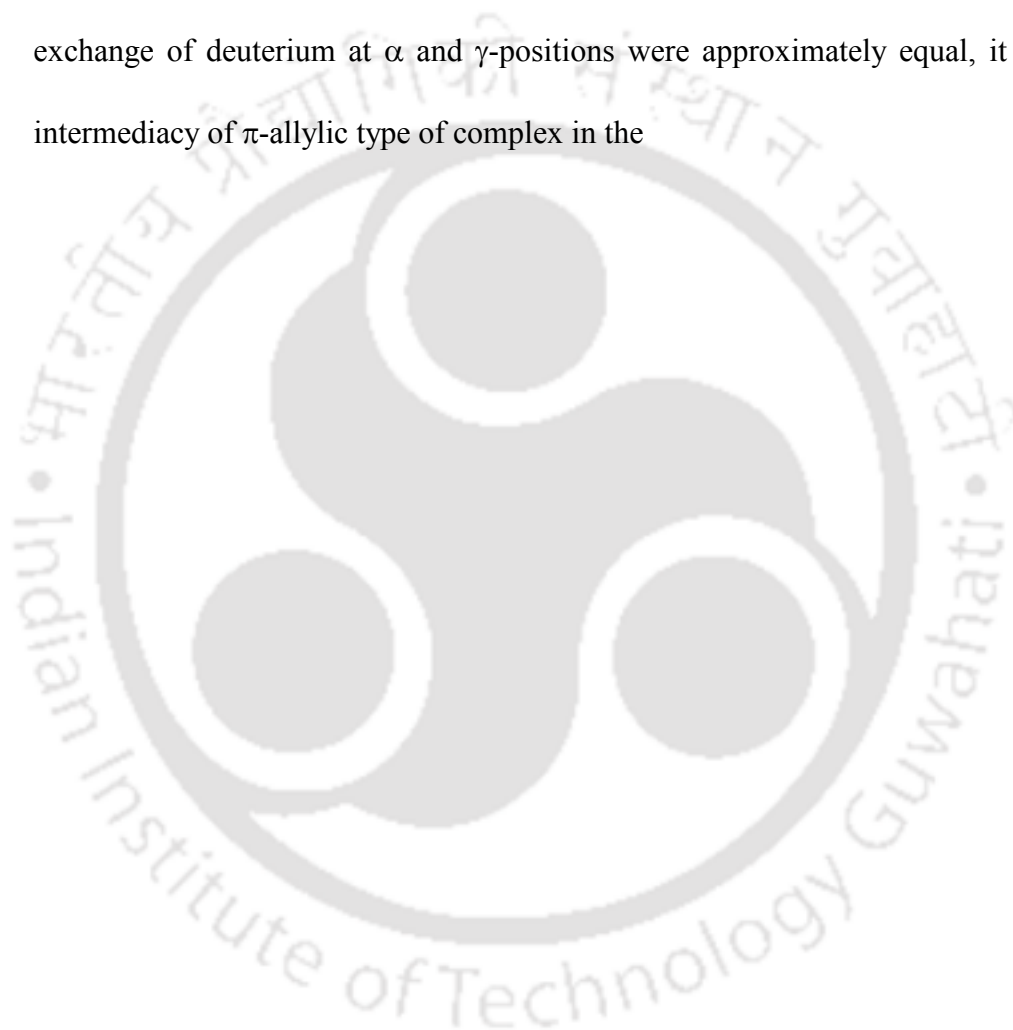 exchange of deuterium at α and γ-positions were approximately equal, it
intermediacy of π-allylic type of complex in the
भारतीय प्रौद्योगिकी संस्थान गुवाहाटी
• Indian Institute of Technology Guwahati •